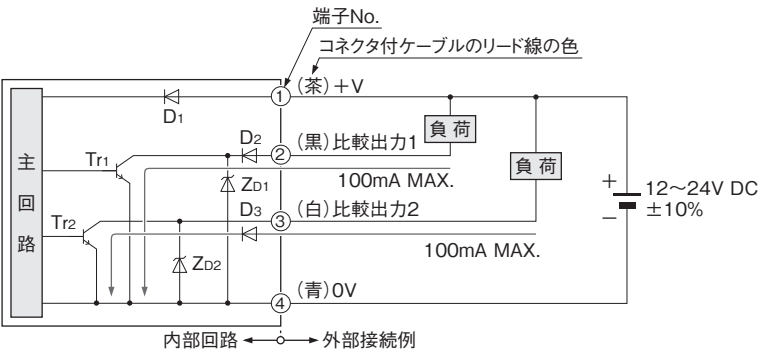 端子No.
コネクタ付ケーブルのリード線の色
① (茶)+V
D1
主回路
Tr1
D2
② (黒)比較出力1
負荷
負荷
ZD1
100mA MAX.
Tr2
D3
③ (白)比較出力2
+
−
12～24V DC
±10%
ZD2
100mA MAX.
④ (青)0V
内部回路
外部接続例